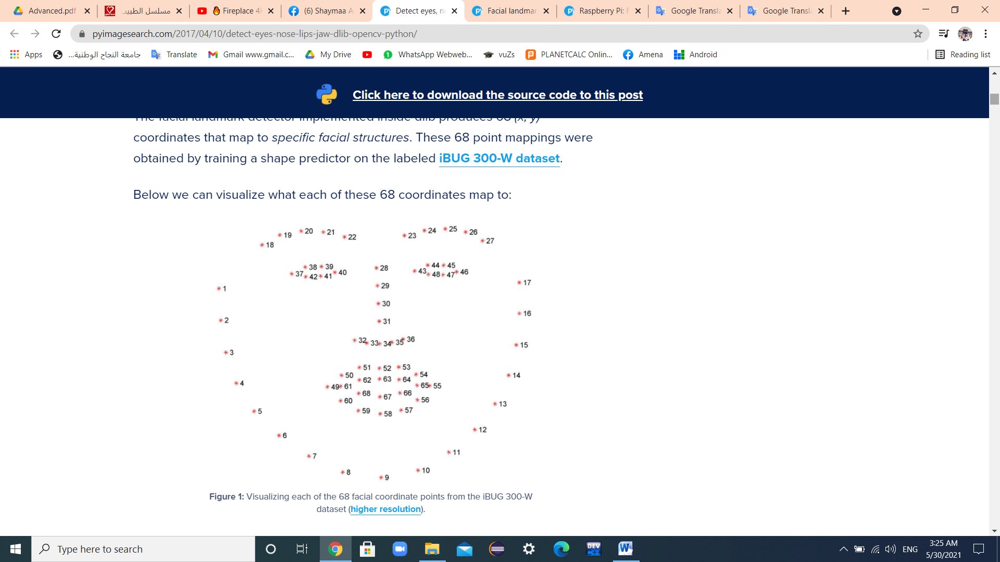 Advanced.pdf
مسلسل الطبيب
Fireplace 4
(6) Shaymaa A
Detect eyes, n
Facial landmar
Raspberry Pi: F
Google Transla
Google Transla
pyimagesearch.com/2017/04/10/detect-eyes-nose-lips-jaw-dlib-opencv-python/
Apps
جامعة النجاح الوطنية...
Translate
Gmail www.gmail.c...
My Drive
WhatsApp Webweb...
vuZs
PLANETCALC Onlin...
Amena
Android
Reading list
Click here to download the source code to this post
The facial landmark detector implemented inside dlib produces 68 (x, y)-
coordinates that map to specific facial structures. These 68 point mappings were
obtained by training a shape predictor on the labeled iBUG 300-W dataset.
Below we can visualize what each of these 68 coordinates map to:
18 19 20 21 22 23 24 25 26 27
37 38 39 40 41 42 28 43 44 45 46 47 48
1 29 17
30
2 31 16
32 33 34 35 36
3 15
51 52 53
4 50 54 14
62 63 64
49 61 65 55
68 67 66
60 56
5 59 58 57 13
6 12
7 11
8 9 10
Figure 1: Visualizing each of the 68 facial coordinate points from the iBUG 300-W
dataset (higher resolution).
Type here to search
DEV
C++
ENG
3:25 AM
5/30/2021